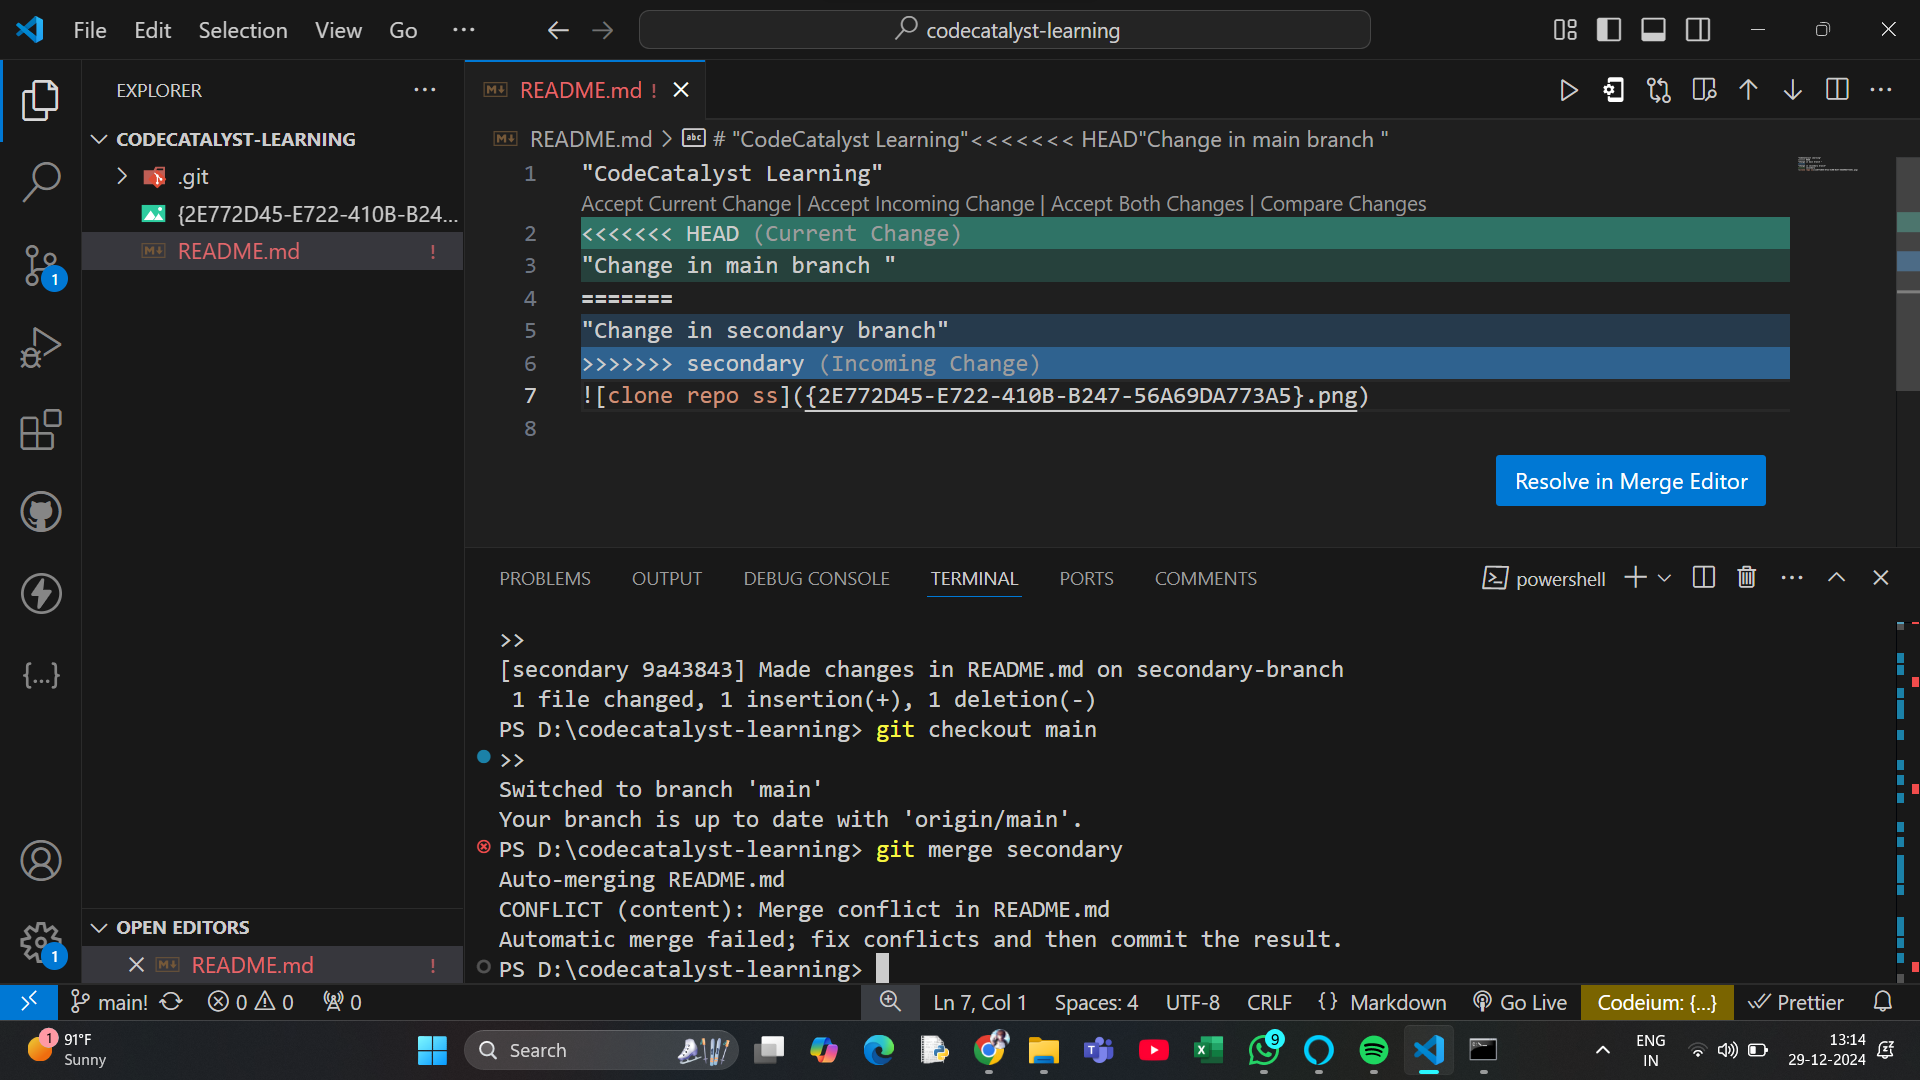 File Edit Selection View Go ···
codecatalyst-learning
EXPLORER
CODECATALYST-LEARNING
.git
{2E772D45-E722-410B-B24...
README.md !
README.md !
README.md > # "CodeCatalyst Learning"<<<<<<< HEAD"Change in main branch "
1 "CodeCatalyst Learning"
Accept Current Change | Accept Incoming Change | Accept Both Changes | Compare Changes
2 <<<<<<< HEAD (Current Change)
3 "Change in main branch "
4 =======
5 "Change in secondary branch"
6 >>>>>>> secondary (Incoming Change)
7 ![clone repo ss]({2E772D45-E722-410B-B247-56A69DA773A5}.png)
8
Resolve in Merge Editor
PROBLEMS OUTPUT DEBUG CONSOLE TERMINAL PORTS COMMENTS
powershell
>>
[secondary 9a43843] Made changes in README.md on secondary-branch
1 file changed, 1 insertion(+), 1 deletion(-)
PS D:\codecatalyst-learning> git checkout main
>>
Switched to branch 'main'
Your branch is up to date with 'origin/main'.
PS D:\codecatalyst-learning> git merge secondary
Auto-merging README.md
CONFLICT (content): Merge conflict in README.md
Automatic merge failed; fix conflicts and then commit the result.
PS D:\codecatalyst-learning>
1
{...}
1
OPEN EDITORS
README.md !
main! 0 0 0
Ln 7, Col 1 Spaces: 4 UTF-8 CRLF {} Markdown Go Live Codeium: {...} Prettier
1
91°F
Sunny
Search
9
ENG
IN
13:14
29-12-2024